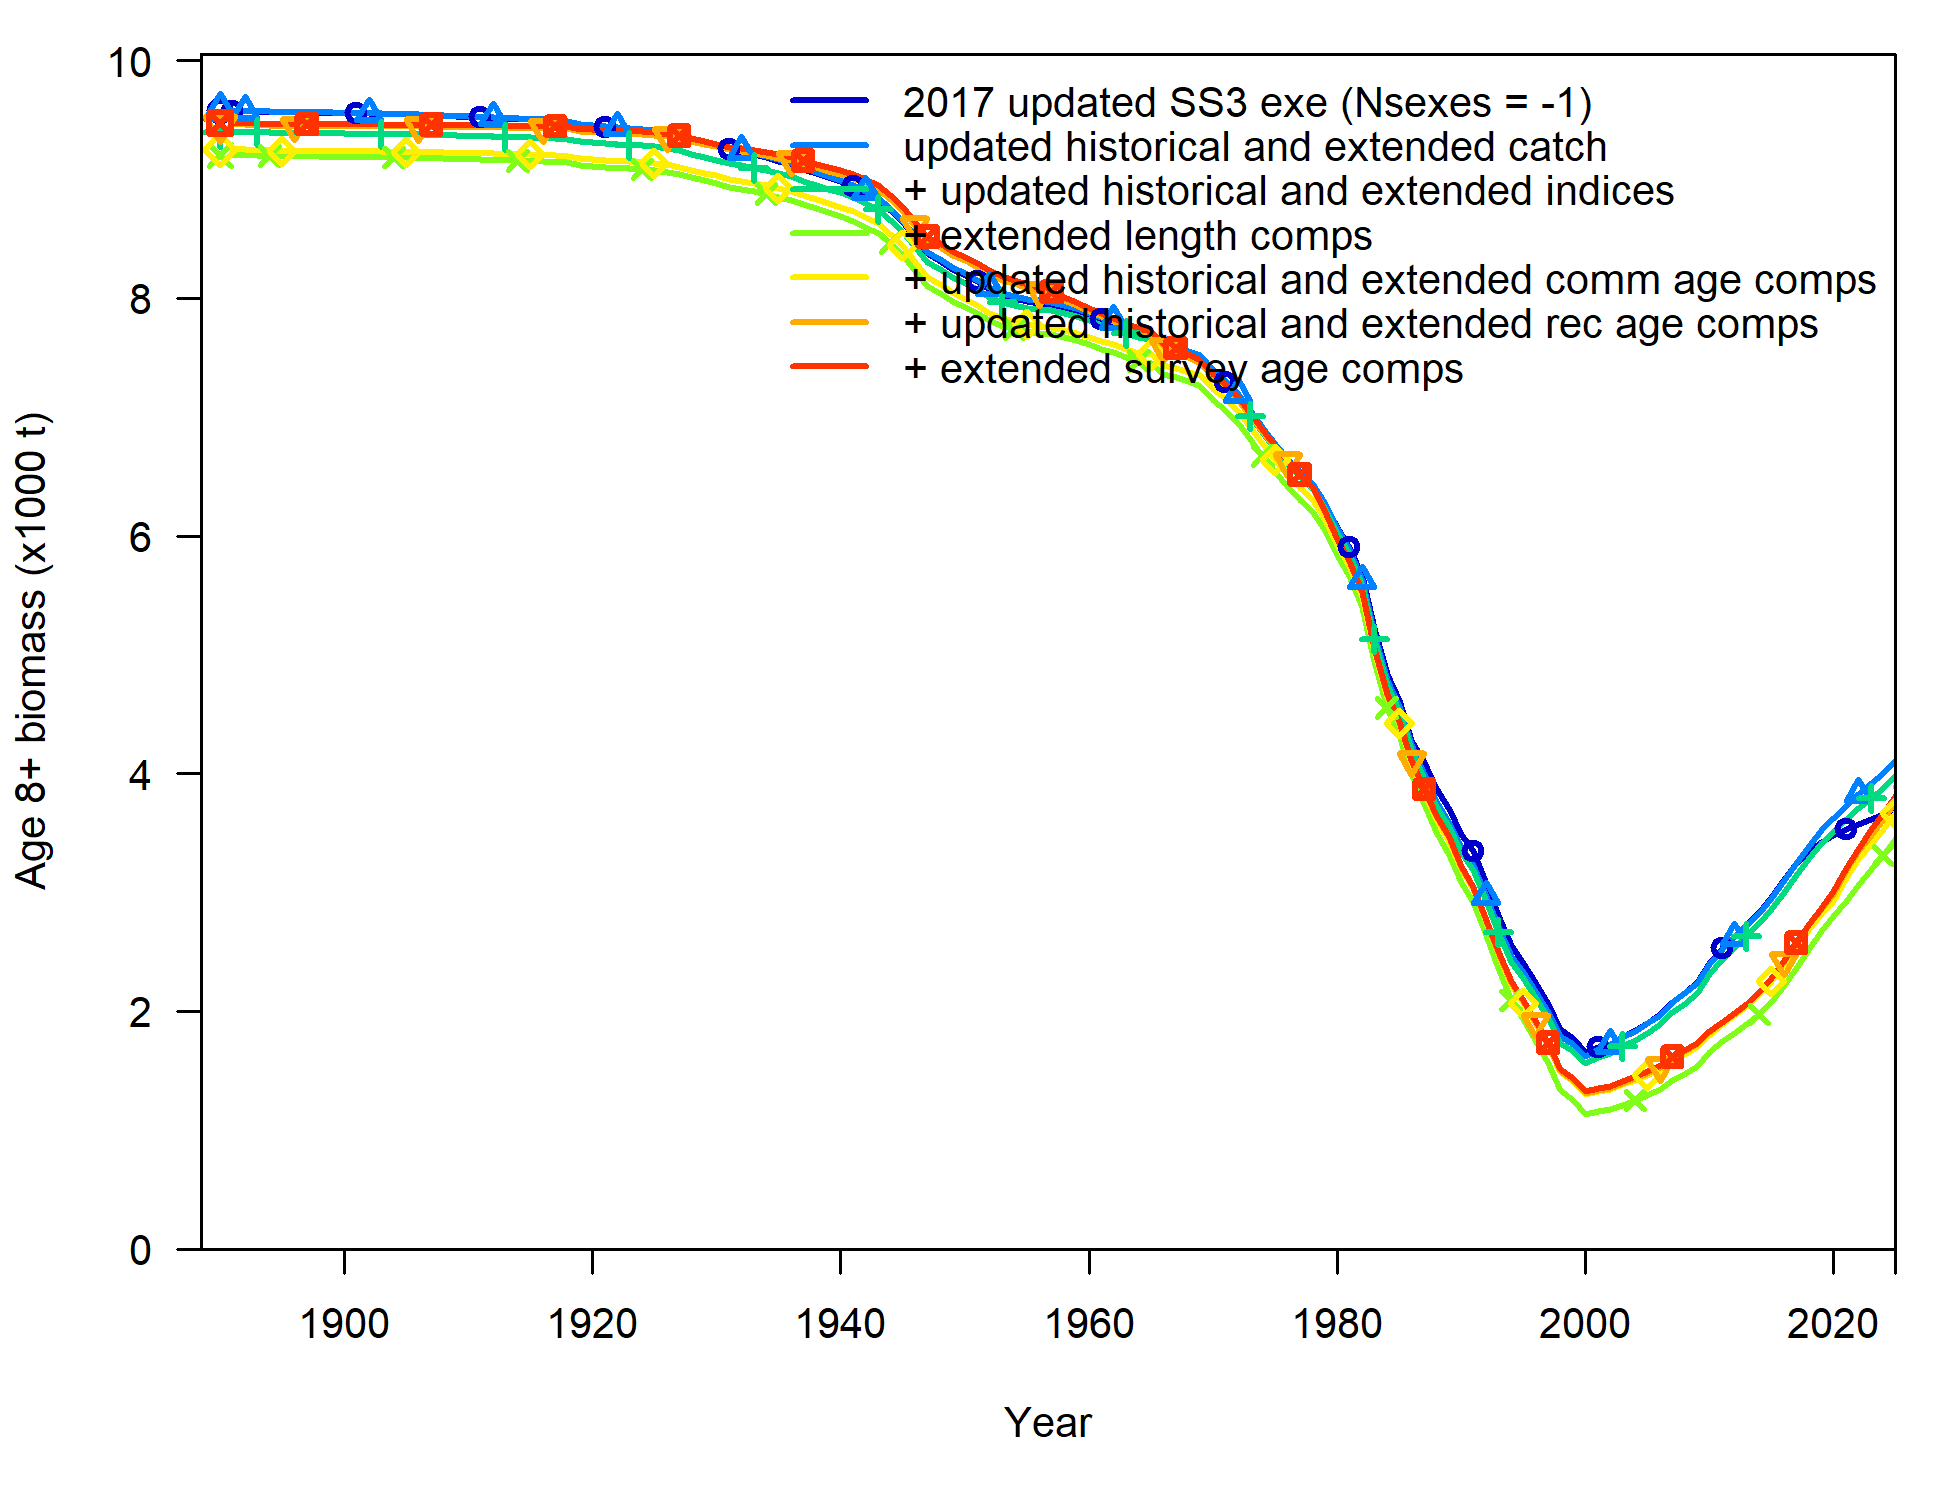 10
8
6
4
2
0
Age 8+ biomass (x1000 t)
2017 updated SS3 exe (Nsexes = -1)
updated historical and extended catch
+ updated historical and extended indices
+ extended length comps
+ updated historical and extended comm age comps
+ updated historical and extended rec age comps
+ extended survey age comps
1900 1920 1940 1960 1980 2000 2020
Year